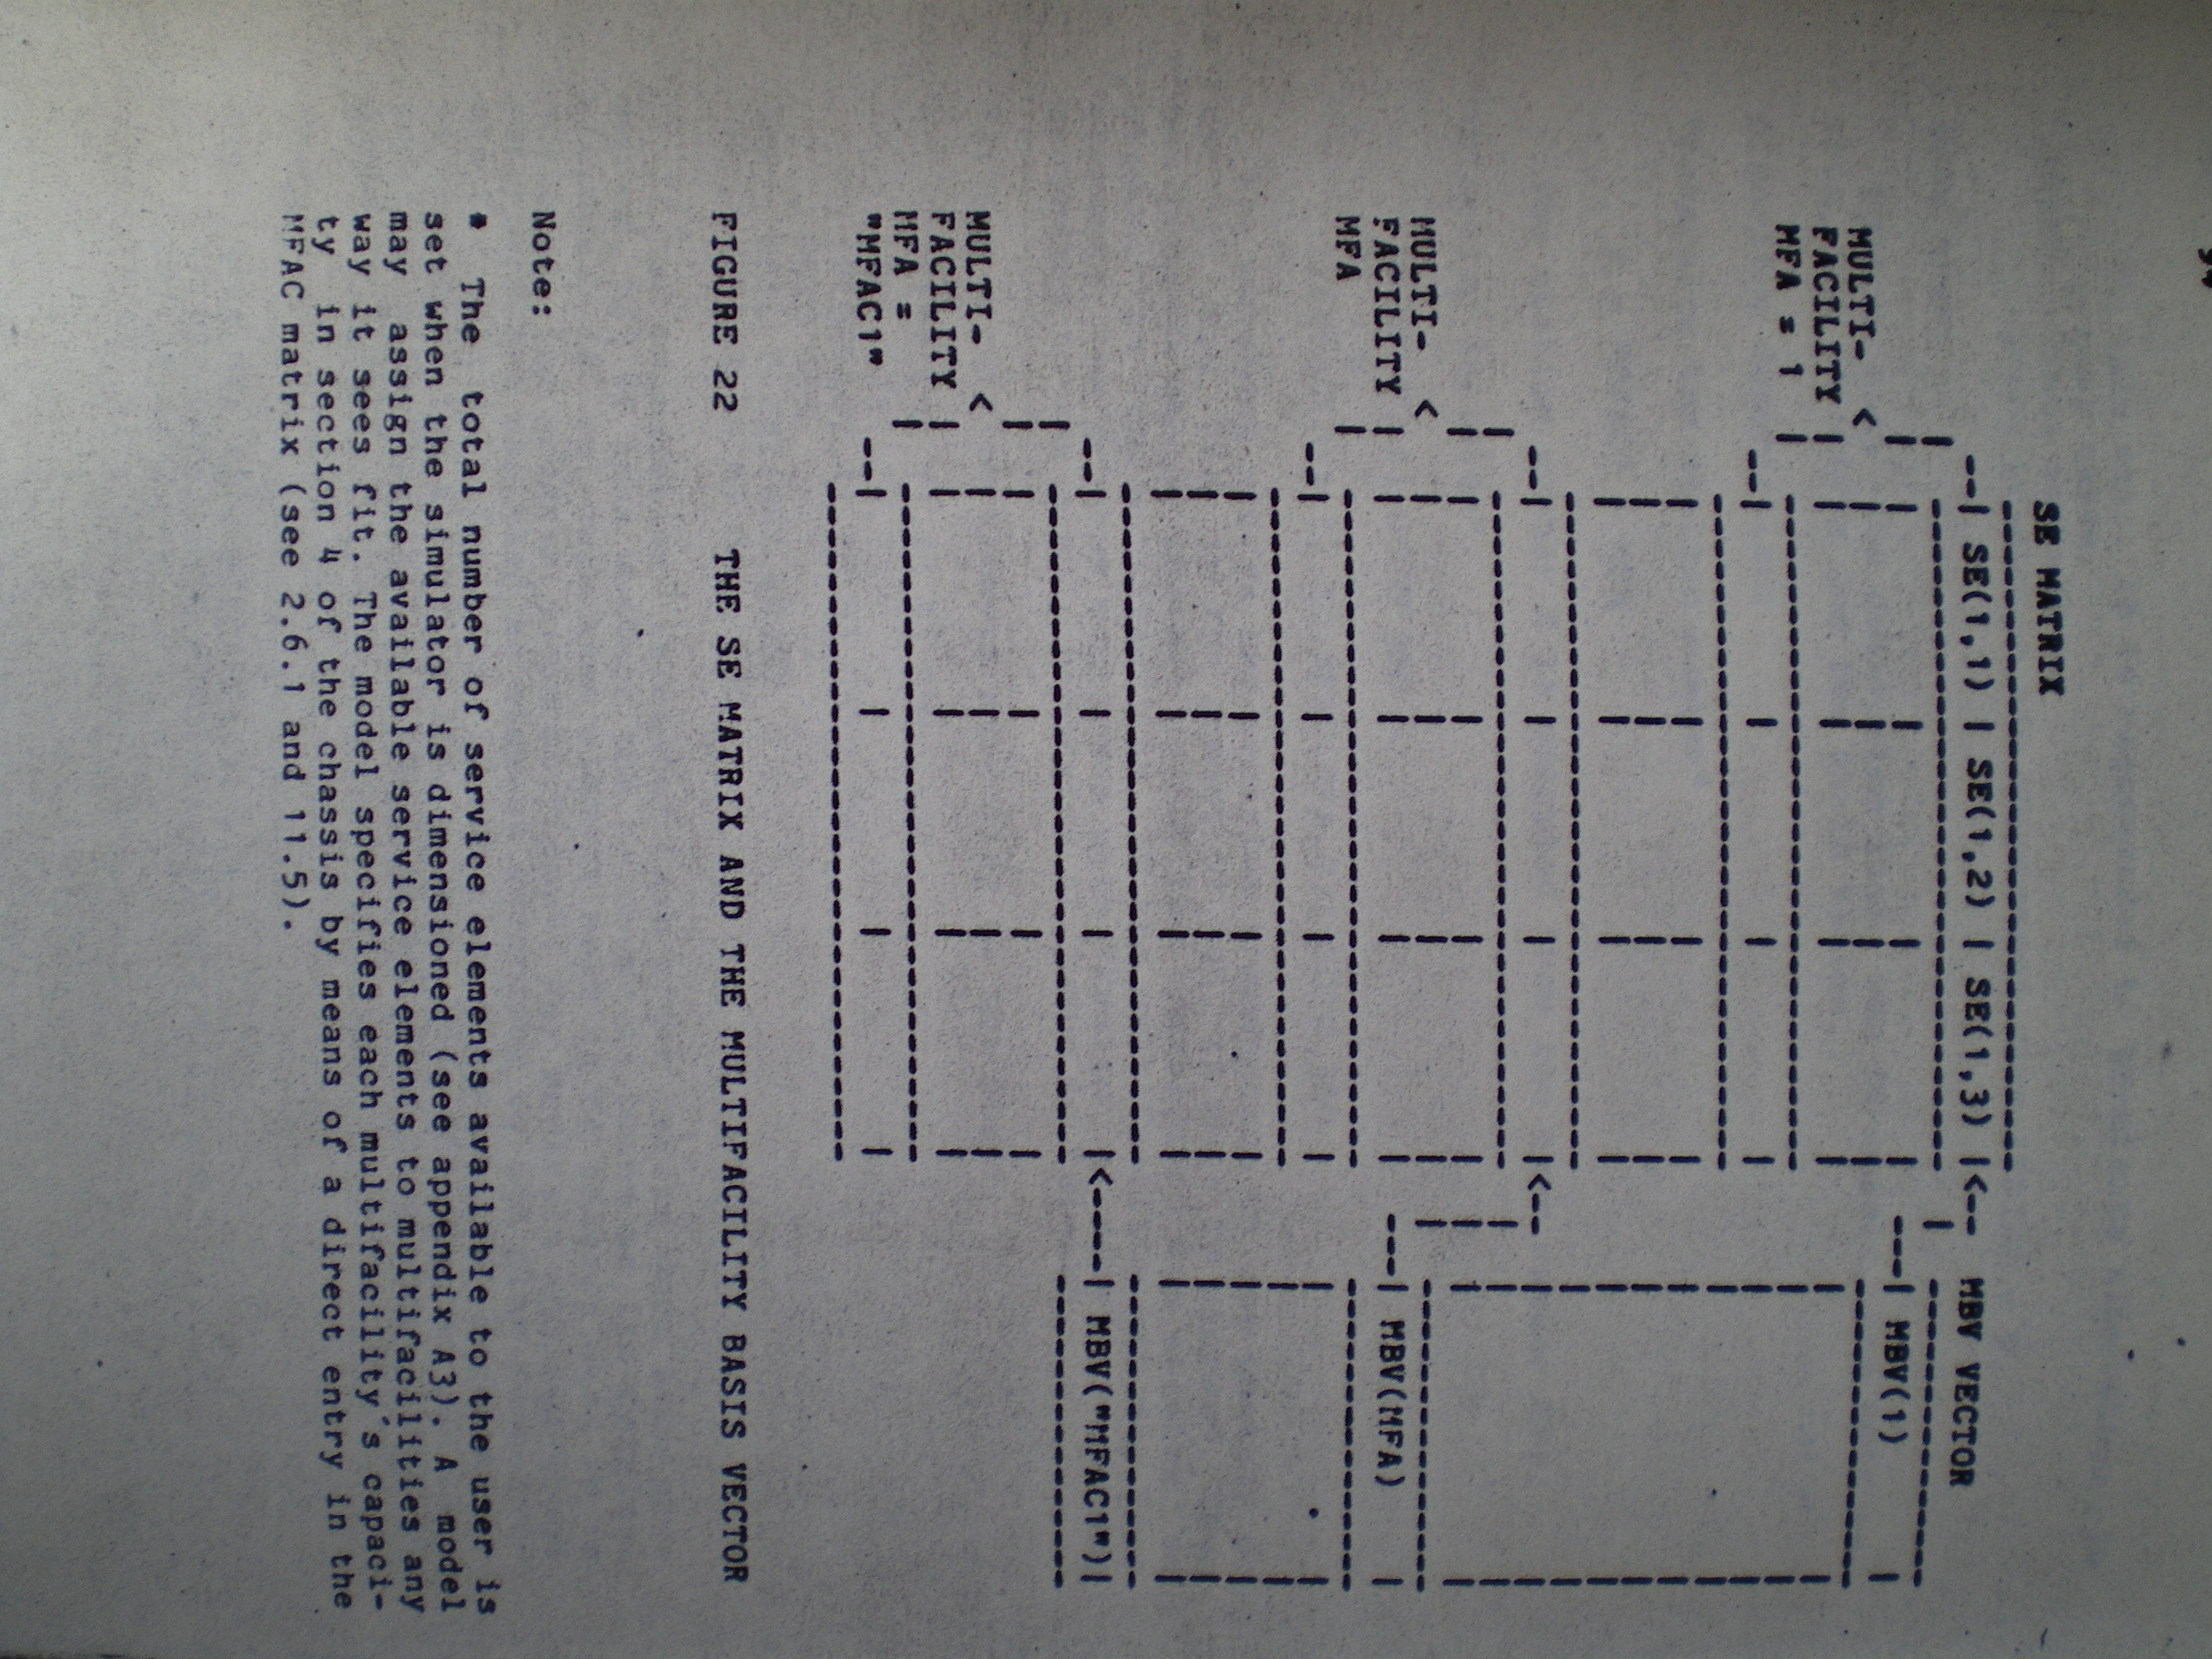 SE MATRIX
MBV VECTOR
| SE(1,1) | SE(1,2) | SE(1,3) |<--
MULTI-
FACILITY
MFA = 1
---| MBV(1) |
MULTI-
FACILITY
MFA
---| MBV(MFA) |
MULTI-
FACILITY
MFA =
"MFAC1"
<----| MBV("MFAC1")|
FIGURE 22 THE SE MATRIX AND THE MULTIFACILITY BASIS VECTOR
Note:
* The total number of service elements available to the user is
set when the simulator is dimensioned (see appendix A3). A model
may assign the available service elements to multifacilities any
way it sees fit. The model specifies each multifacility's capaci-
ty in section 4 of the chassis by means of a direct entry in the
MFAC matrix (see 2.6.1 and 11.5).